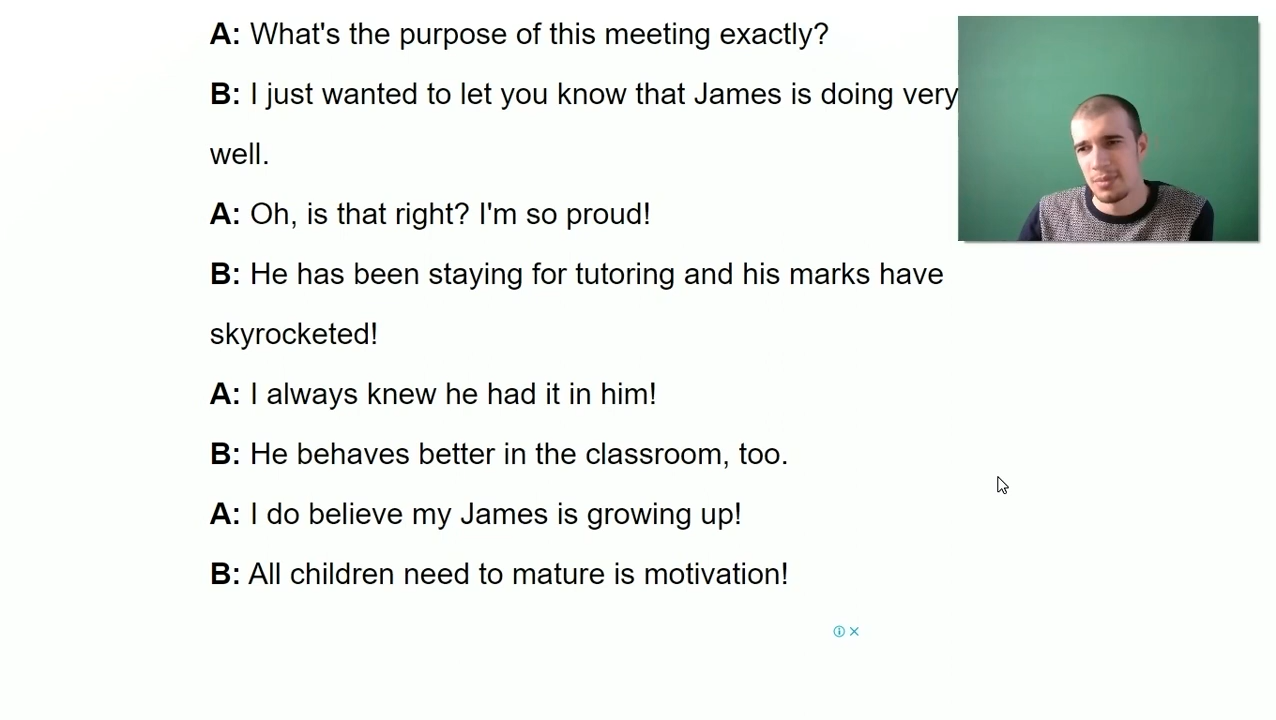 A: What's the purpose of this meeting exactly?
B: I just wanted to let you know that James is doing very
well.
A: Oh, is that right? I'm so proud!
B: He has been staying for tutoring and his marks have
skyrocketed!
A: I always knew he had it in him!
B: He behaves better in the classroom, too.
A: I do believe my James is growing up!
B: All children need to mature is motivation!